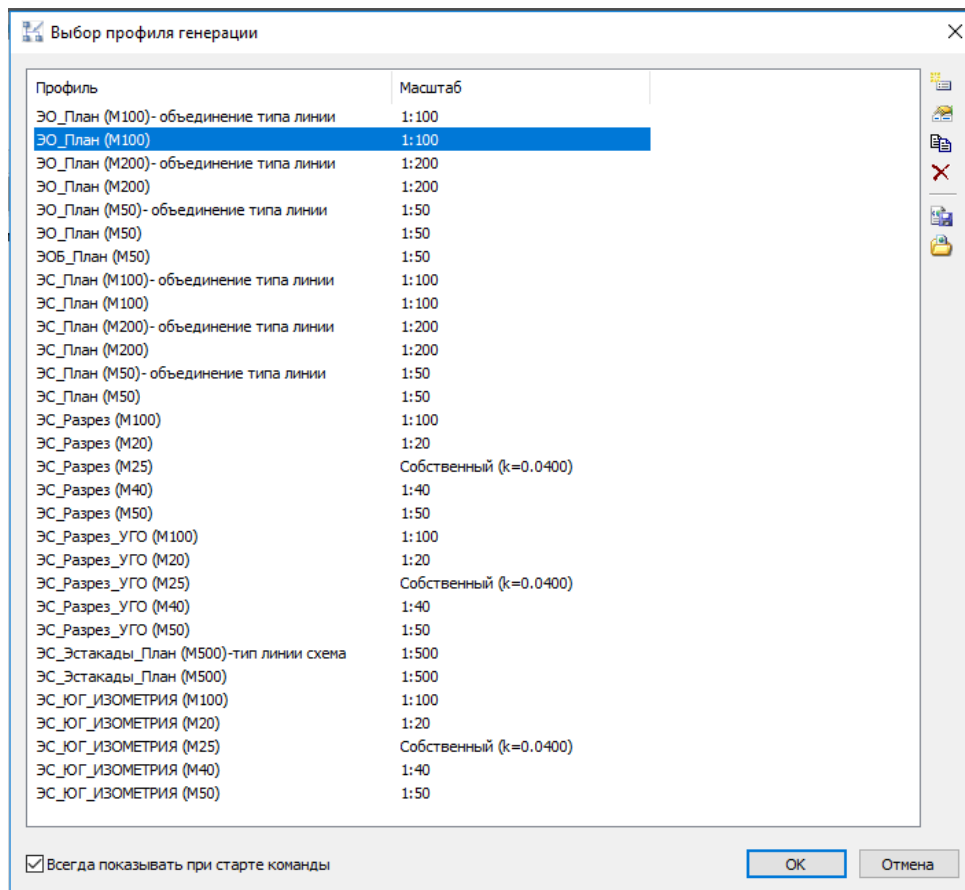 Выбор профиля генерации
Профиль Масштаб
ЭО_План (М100)- объединение типа линии 1:100
ЭО_План (М100) 1:100
ЭО_План (М200)- объединение типа линии 1:200
ЭО_План (М200) 1:200
ЭО_План (М50)- объединение типа линии 1:50
ЭО_План (М50) 1:50
ЭОБ_План (М50) 1:50
ЭС_План (М100)- объединение типа линии 1:100
ЭС_План (М100) 1:100
ЭС_План (М200)- объединение типа линии 1:200
ЭС_План (М200) 1:200
ЭС_План (М50)- объединение типа линии 1:50
ЭС_План (М50) 1:50
ЭС_Разрез (М100) 1:100
ЭС_Разрез (М20) 1:20
ЭС_Разрез (М25) Собственный (k=0.0400)
ЭС_Разрез (М40) 1:40
ЭС_Разрез (М50) 1:50
ЭС_Разрез_УГО (М100) 1:100
ЭС_Разрез_УГО (М20) 1:20
ЭС_Разрез_УГО (М25) Собственный (k=0.0400)
ЭС_Разрез_УГО (М40) 1:40
ЭС_Разрез_УГО (М50) 1:50
ЭС_Эстакады_План (М500)-тип линии схема 1:500
ЭС_Эстакады_План (М500) 1:500
ЭС_ЮГ_ИЗОМЕТРИЯ (М100) 1:100
ЭС_ЮГ_ИЗОМЕТРИЯ (М20) 1:20
ЭС_ЮГ_ИЗОМЕТРИЯ (М25) Собственный (k=0.0400)
ЭС_ЮГ_ИЗОМЕТРИЯ (М40) 1:40
ЭС_ЮГ_ИЗОМЕТРИЯ (М50) 1:50
Всегда показывать при старте команды OK Отмена